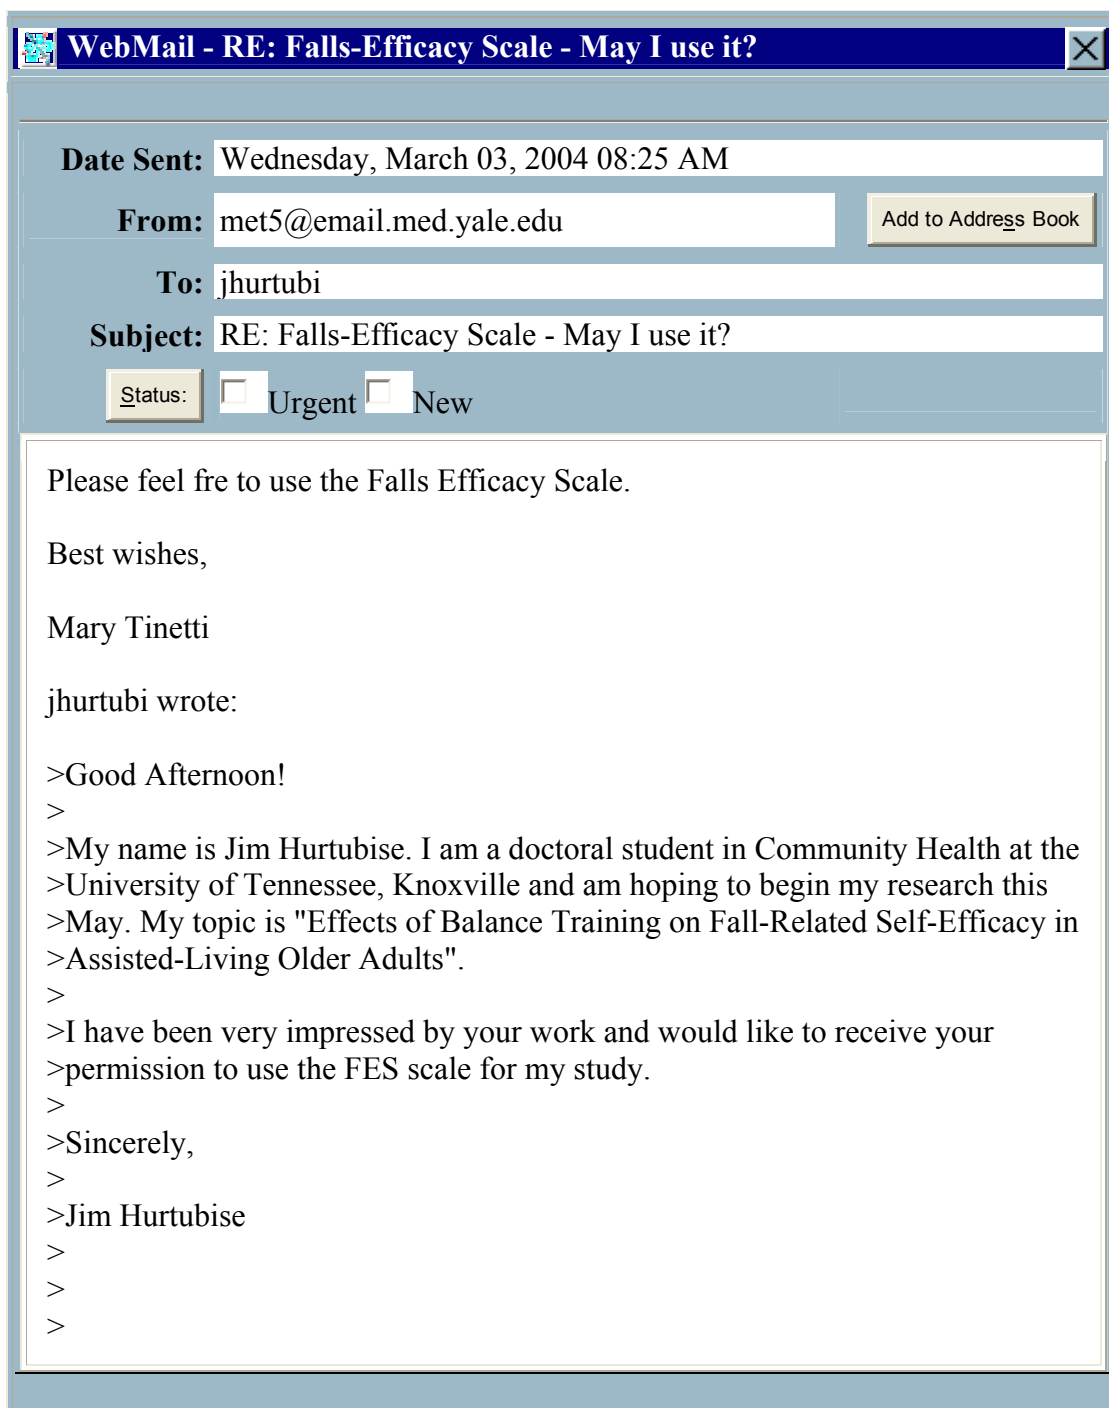 WebMail - RE: Falls-Efficacy Scale - May I use it?
Date Sent: Wednesday, March 03, 2004 08:25 AM
From: met5@email.med.yale.edu Add to Address Book
To: jhurtubi
Subject: RE: Falls-Efficacy Scale - May I use it?
Status: Urgent New
Please feel fre to use the Falls Efficacy Scale.
Best wishes,
Mary Tinetti
jhurtubi wrote:
>Good Afternoon!
>
>My name is Jim Hurtubise. I am a doctoral student in Community Health at the
>University of Tennessee, Knoxville and am hoping to begin my research this
>May. My topic is "Effects of Balance Training on Fall-Related Self-Efficacy in
>Assisted-Living Older Adults".
>
>I have been very impressed by your work and would like to receive your
>permission to use the FES scale for my study.
>
>Sincerely,
>
>Jim Hurtubise
>
>
>